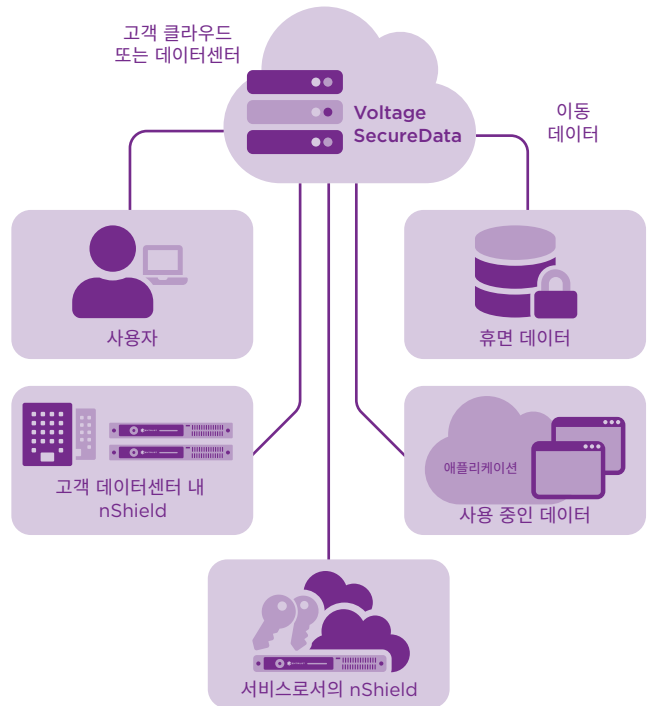 고객 클라우드
또는 데이터센터
Voltage
SecureData
이동
데이터
사용자
휴면 데이터
고객 데이터센터 내
nShield
애플리케이션
사용 중인 데이터
서비스로서의 nShield